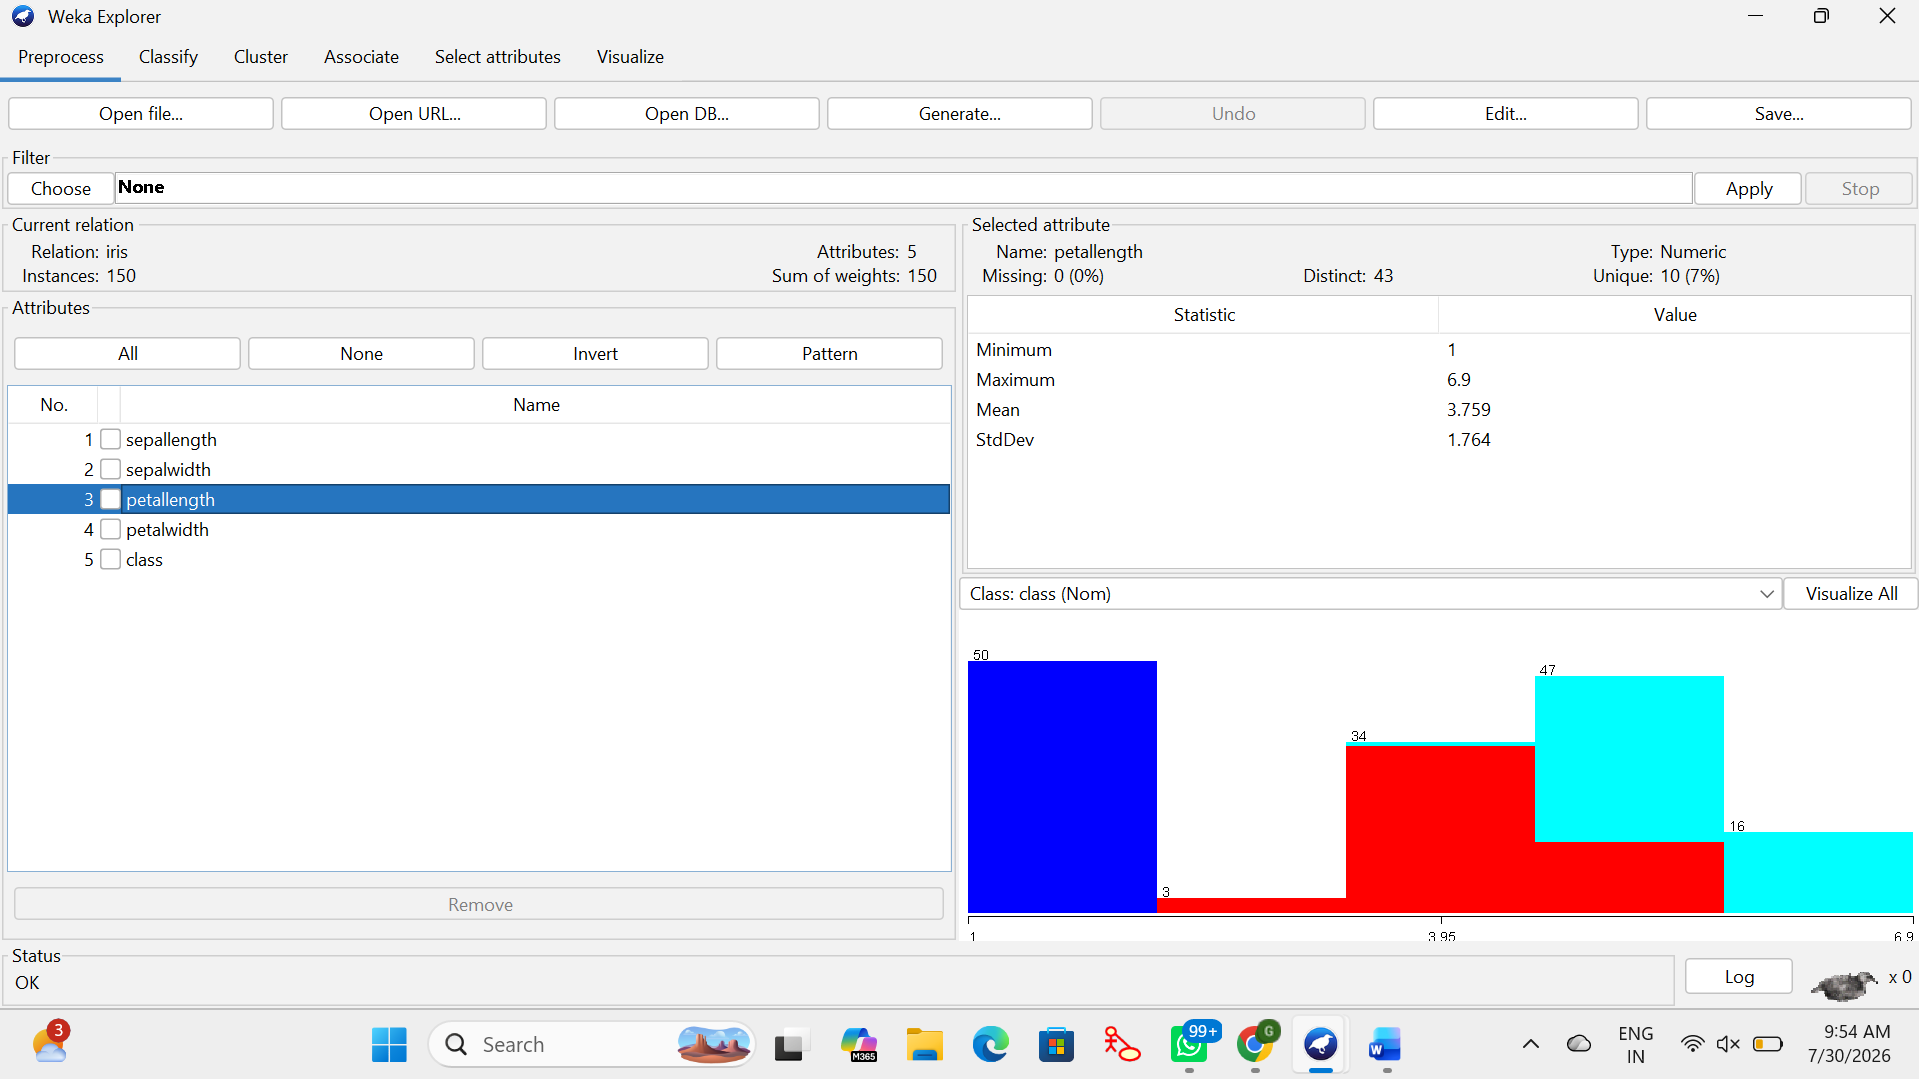 Weka Explorer
Preprocess Classify Cluster Associate Select attributes Visualize
Open file... Open URL... Open DB... Generate... Undo Edit... Save...
Filter
Choose None Apply Stop
Current relation
Relation: iris Attributes: 5
Instances: 150 Sum of weights: 150
Attributes
All None Invert Pattern
No. Name
1 sepallength
2 sepalwidth
3 petallength
4 petalwidth
5 class
Remove
Selected attribute
Name: petallength Type: Numeric
Missing: 0 (0%) Distinct: 43 Unique: 10 (7%)
Statistic Value
Minimum 1
Maximum 6.9
Mean 3.759
StdDev 1.764
Class: class (Nom) Visualize All
50
47
34
16
3
1 3.95 6.9
Status
OK
Log x 0
3
Search
M365
99+
G
W
ENG
IN
9:54 AM
7/30/2026